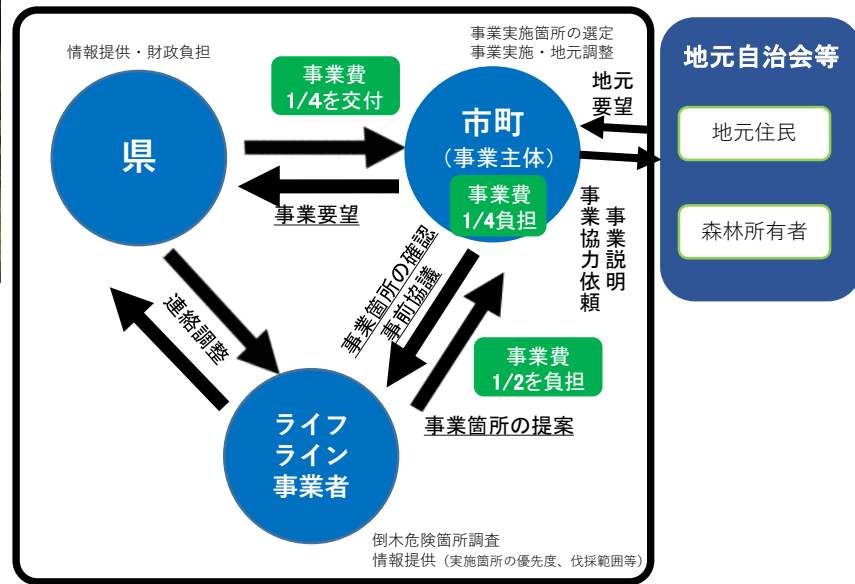 情報提供・財政負担
事業実施箇所の選定
事業実施・地元調整
事業費
1/4を交付
県
市町
（事業主体）
事業費
1/4負担
事業要望
地元
要望
地元自治会等
地元住民
森林所有者
事業説明
事業協力依頼
事業箇所の確認
事前協議
連絡調整
事業費
1/2を負担
事業箇所の提案
ライフ
ライン
事業者
倒木危険箇所調査
情報提供（実施箇所の優先度、伐採範囲等）